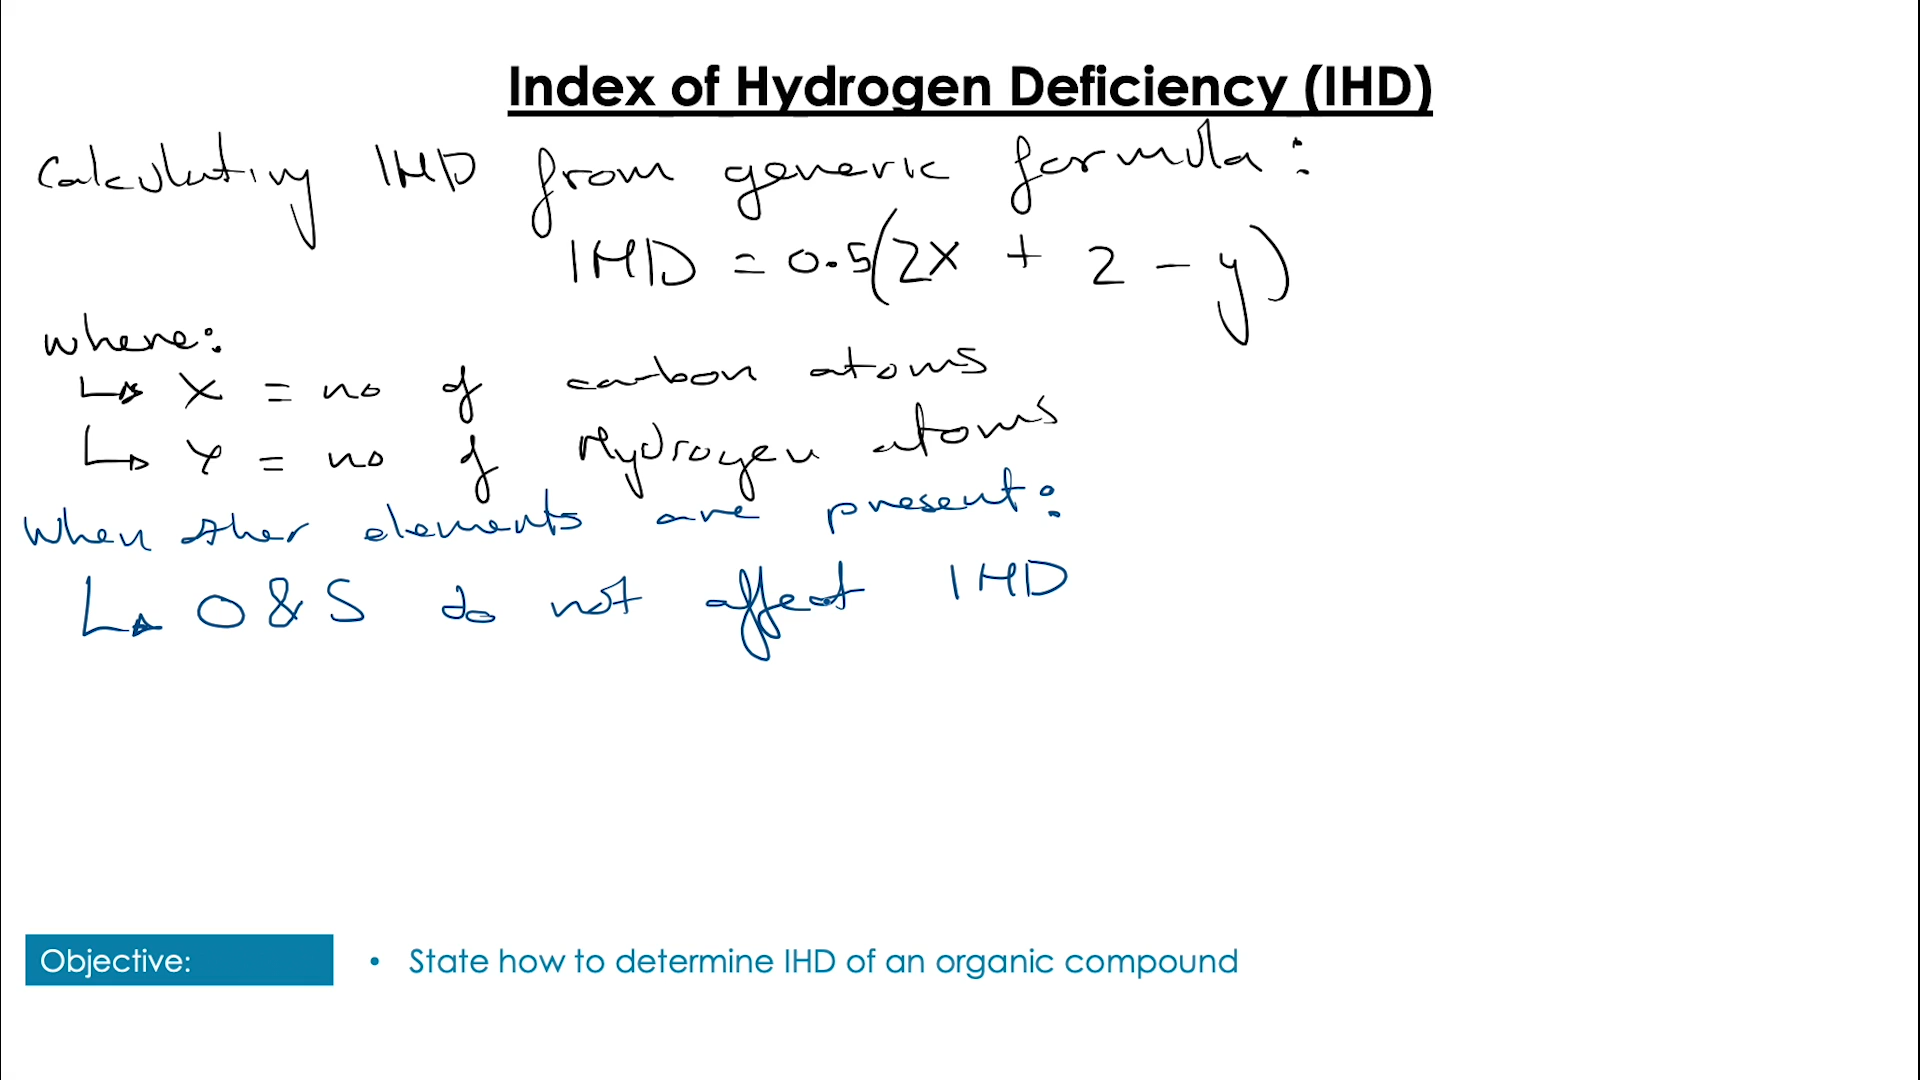 Index of Hydrogen Deficiency (IHD)
Calculating IHD from generic formula:
IHD = 0.5(2x + 2 - y)
where:
↳ X = no of carbon atoms
↳ Y = no of Hydrogen atoms
When other elements are present:
↳ O & S do not affect IHD
Objective:
• State how to determine IHD of an organic compound